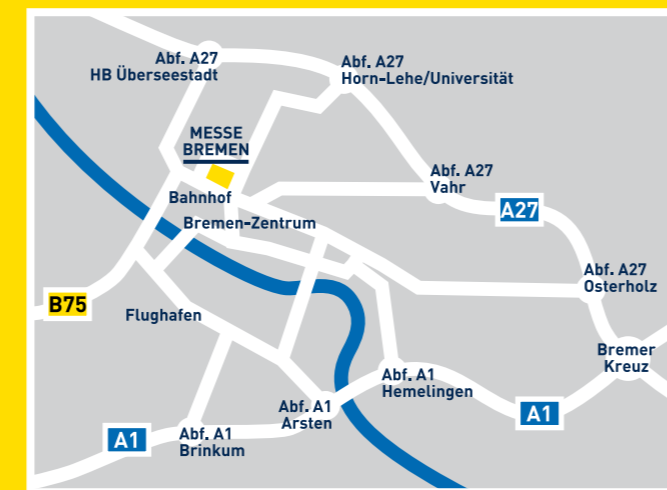 Abf. A27
HB Überseestadt
Abf. A27
Horn-Lehe/Universität
MESSE
BREMEN
Abf. A27
Vahr
Bahnhof
A27
Bremen-Zentrum
Abf. A27
Osterholz
B75
Flughafen
Bremer
Kreuz
Abf. A1
Hemelingen
Abf. A1
Arsten
A1
A1
Abf. A1
Brinkum